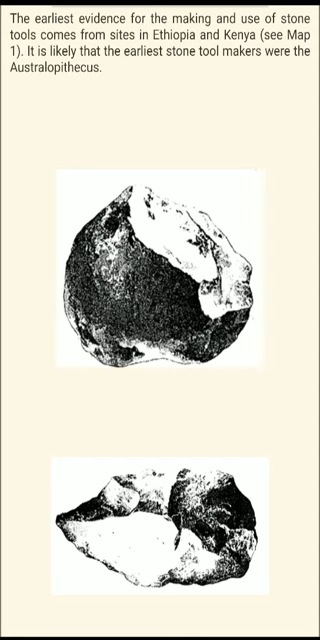 The earliest evidence for the making and use of stone
tools comes from sites in Ethiopia and Kenya (see Map
1). It is likely that the earliest stone tool makers were the
Australopithecus.